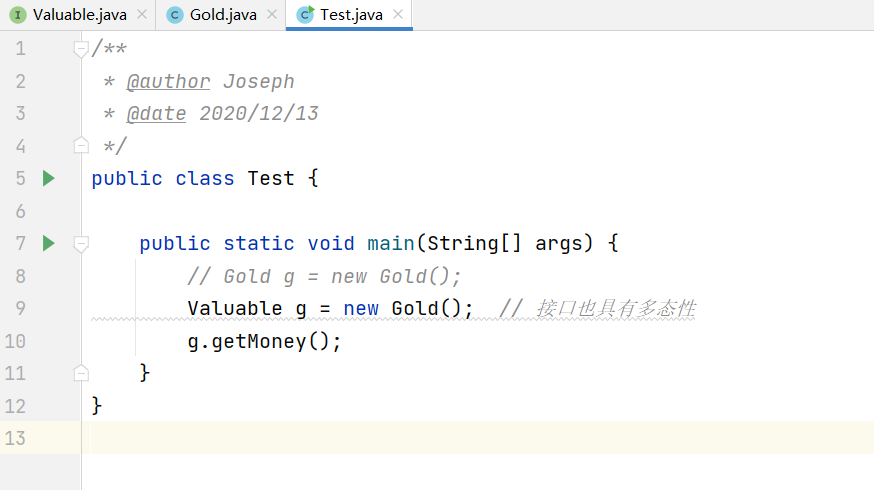 Valuable.java Gold.java Test.java
1 /**
2 * @author Joseph
3 * @date 2020/12/13
4 */
5 public class Test {
6
7 public static void main(String[] args) {
8 // Gold g = new Gold();
9 Valuable g = new Gold(); // 接口也具有多态性
10 g.getMoney();
11 }
12 }
13